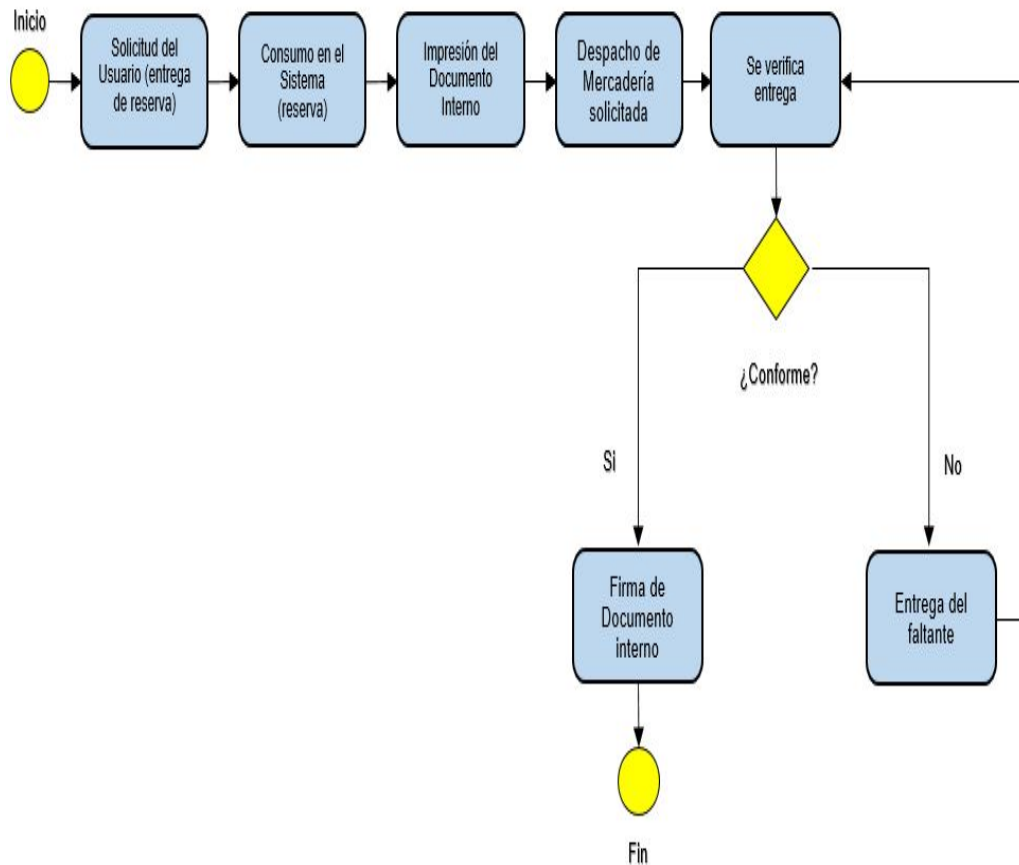 Inicio
Solicitud del
Usuario (entrega
de reserva)
Consumo en el
Sistema
(reserva)
Impresión del
Documento
Interno
Despacho de
Mercadería
solicitada
Se verifica
entrega
¿Conforme?
Si
No
Firma de
Documento
interno
Entrega del
faltante
Fin